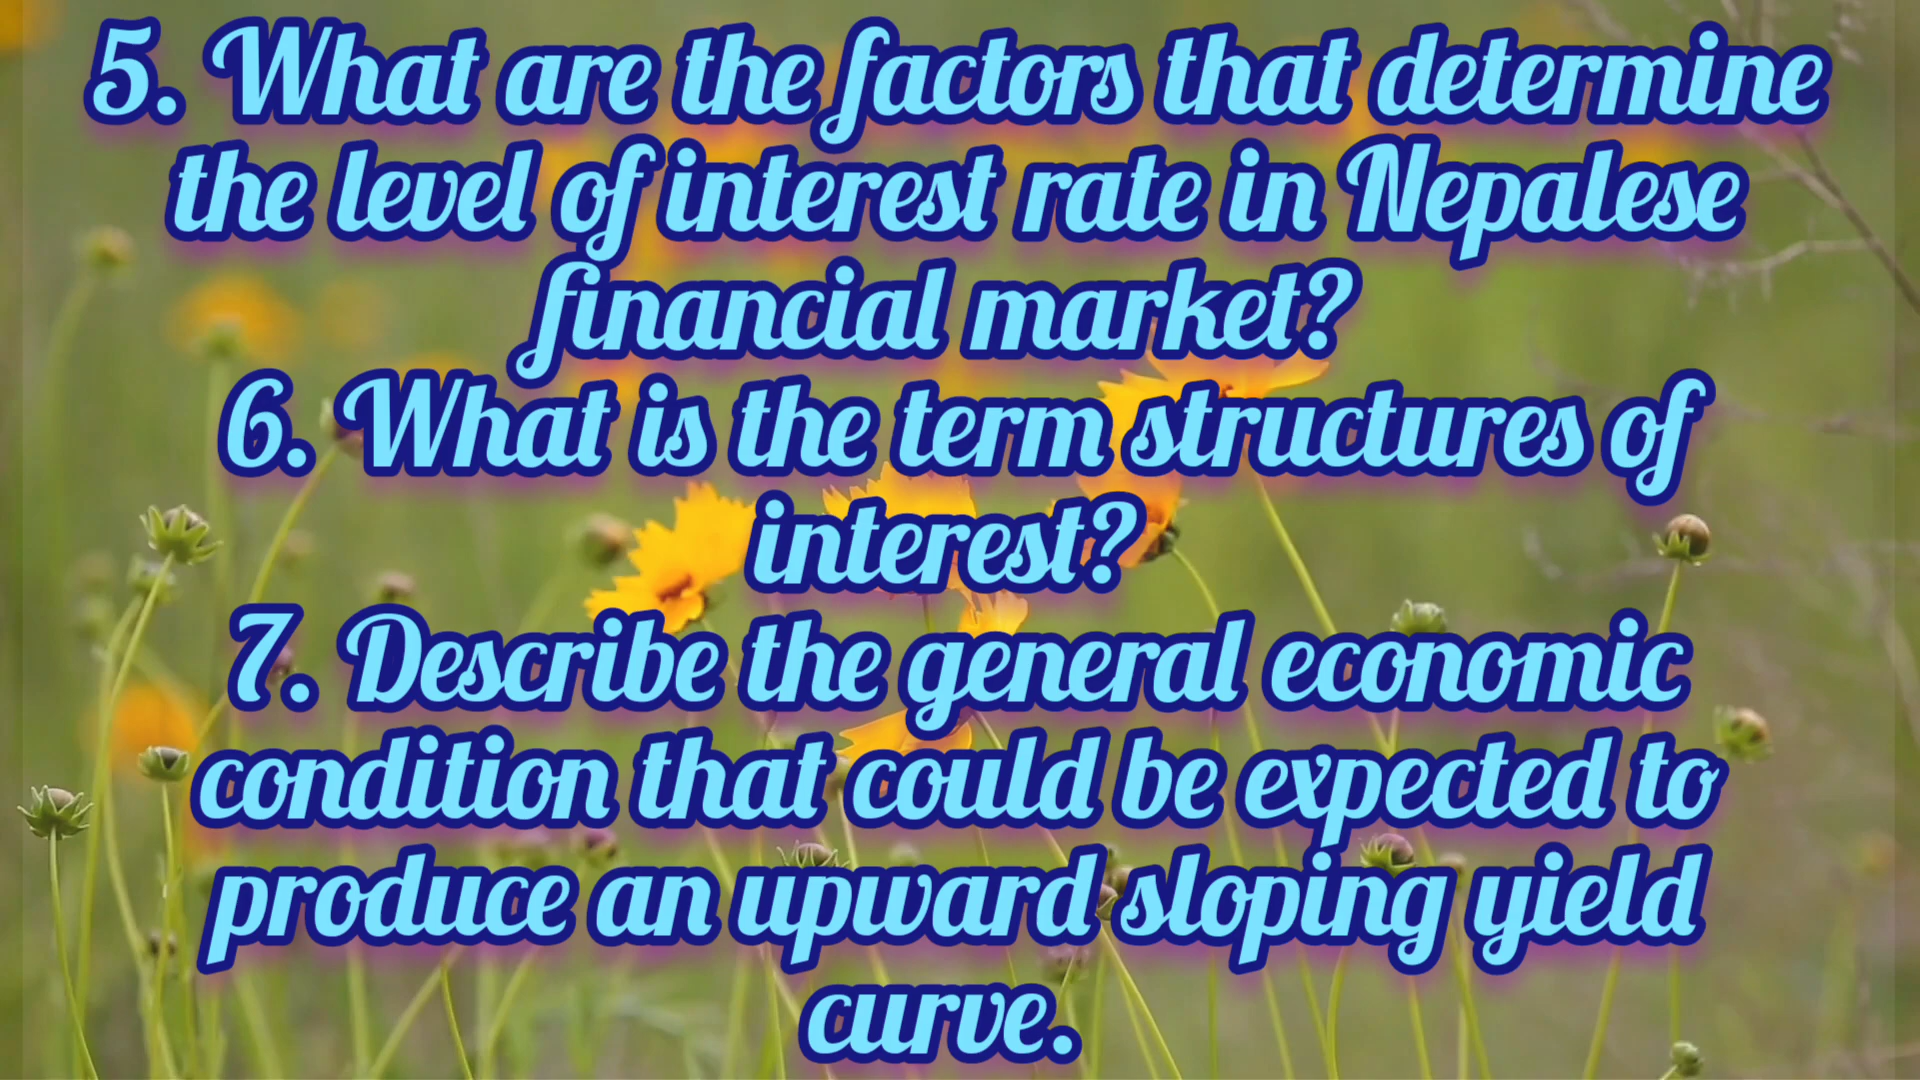 5. What are the factors that determine
the level of interest rate in Nepalese
financial market?
6. What is the term structures of
interest?
7. Describe the general economic
condition that could be expected to
produce an upward sloping yield
curve.